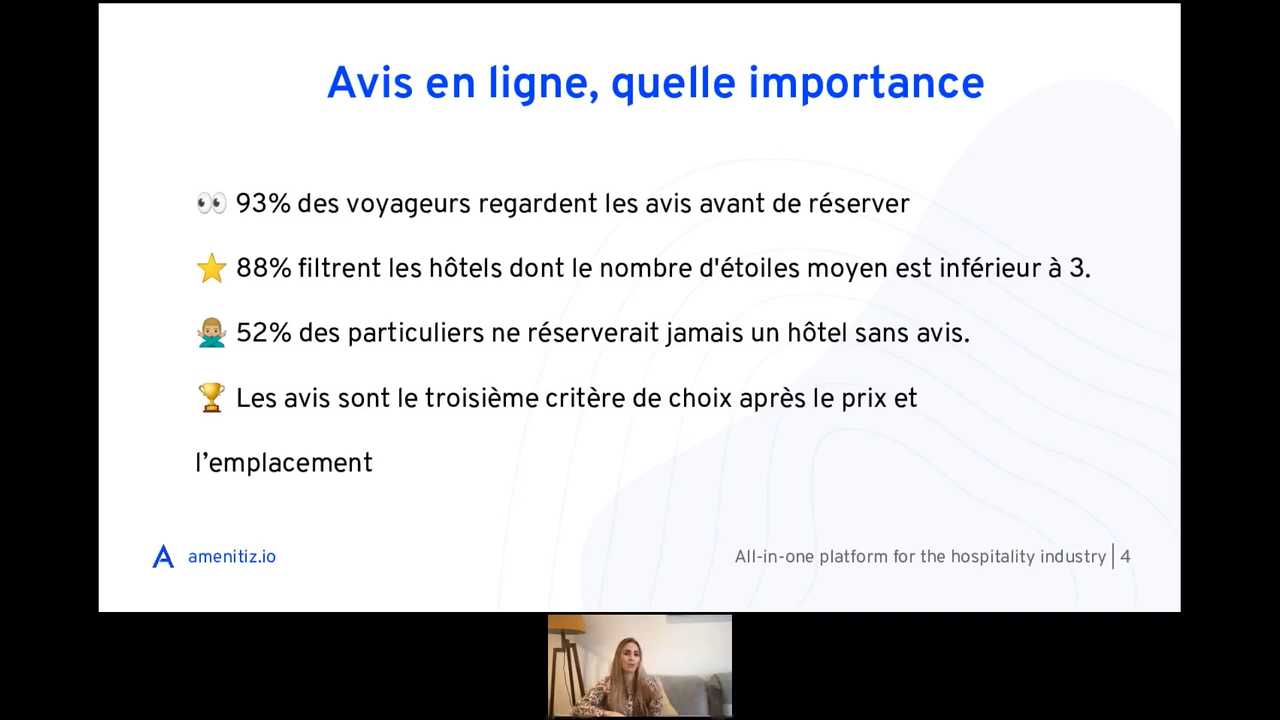 Avis en ligne, quelle importance
👀 93% des voyageurs regardent les avis avant de réserver
⭐ 88% filtrent les hôtels dont le nombre d'étoiles moyen est inférieur à 3.
🙅🏼‍♂️ 52% des particuliers ne réserverait jamais un hôtel sans avis.
🏆 Les avis sont le troisième critère de choix après le prix et
l’emplacement
amenitiz.io
All-in-one platform for the hospitality industry | 4